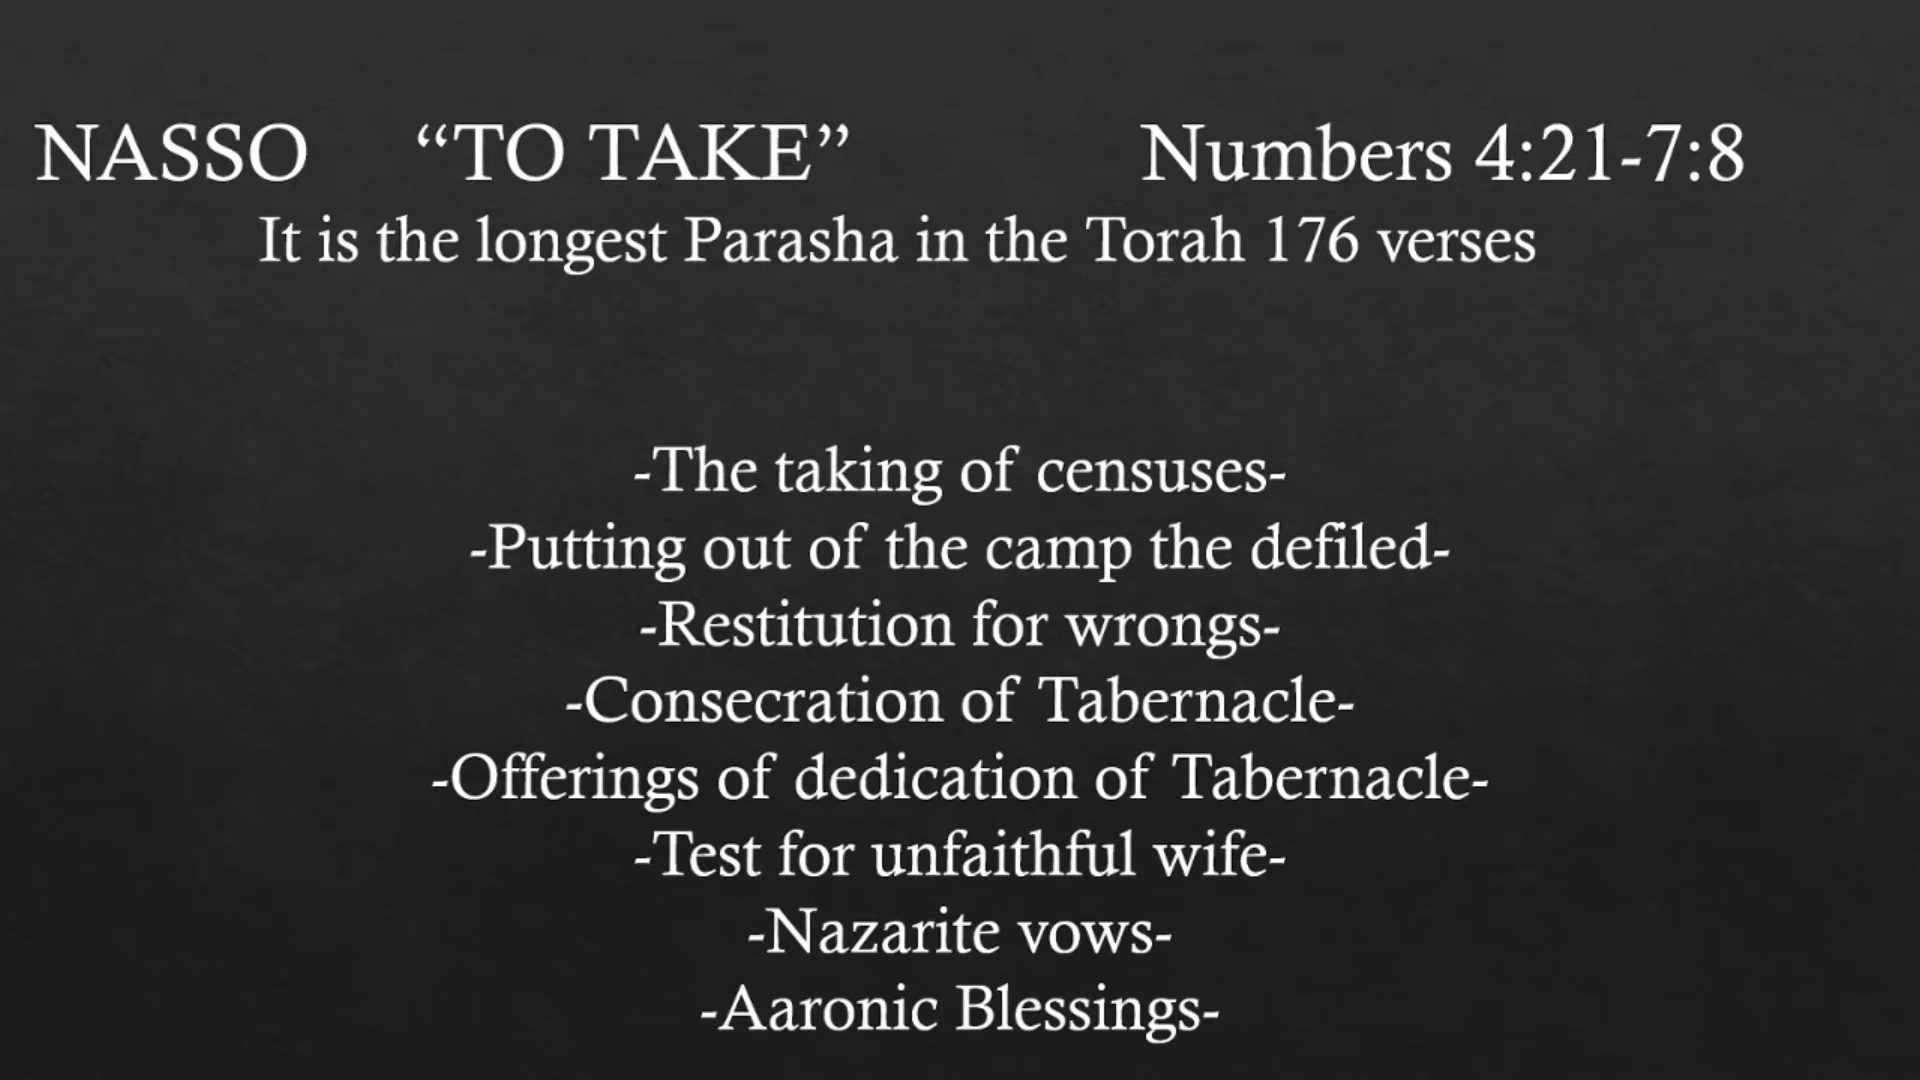 NASSO “TO TAKE” Numbers 4:21-7:8
It is the longest Parasha in the Torah 176 verses
-The taking of censuses-
-Putting out of the camp the defiled-
-Restitution for wrongs-
-Consecration of Tabernacle-
-Offerings of dedication of Tabernacle-
-Test for unfaithful wife-
-Nazarite vows-
-Aaronic Blessings-